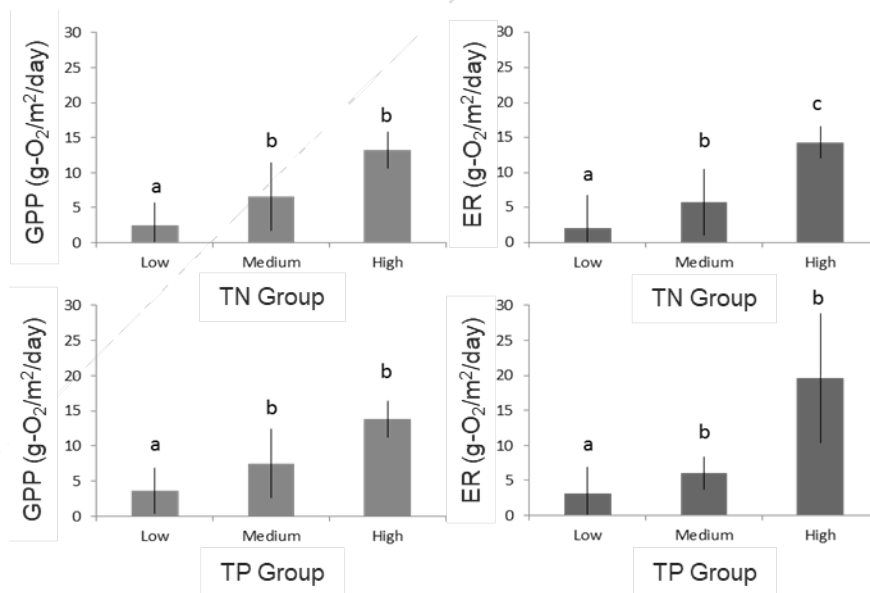 GPP (g-O₂/m²/day)
30
25
20
15
10
5
0
a
b
b
Low
Medium
High
TN Group
ER (g-O₂/m²/day)
30
25
20
15
10
5
0
a
b
c
Low
Medium
High
TN Group
GPP (g-O₂/m²/day)
30
25
20
15
10
5
0
a
b
b
Low
Medium
High
TP Group
ER (g-O₂/m²/day)
30
25
20
15
10
5
0
a
b
b
Low
Medium
High
TP Group